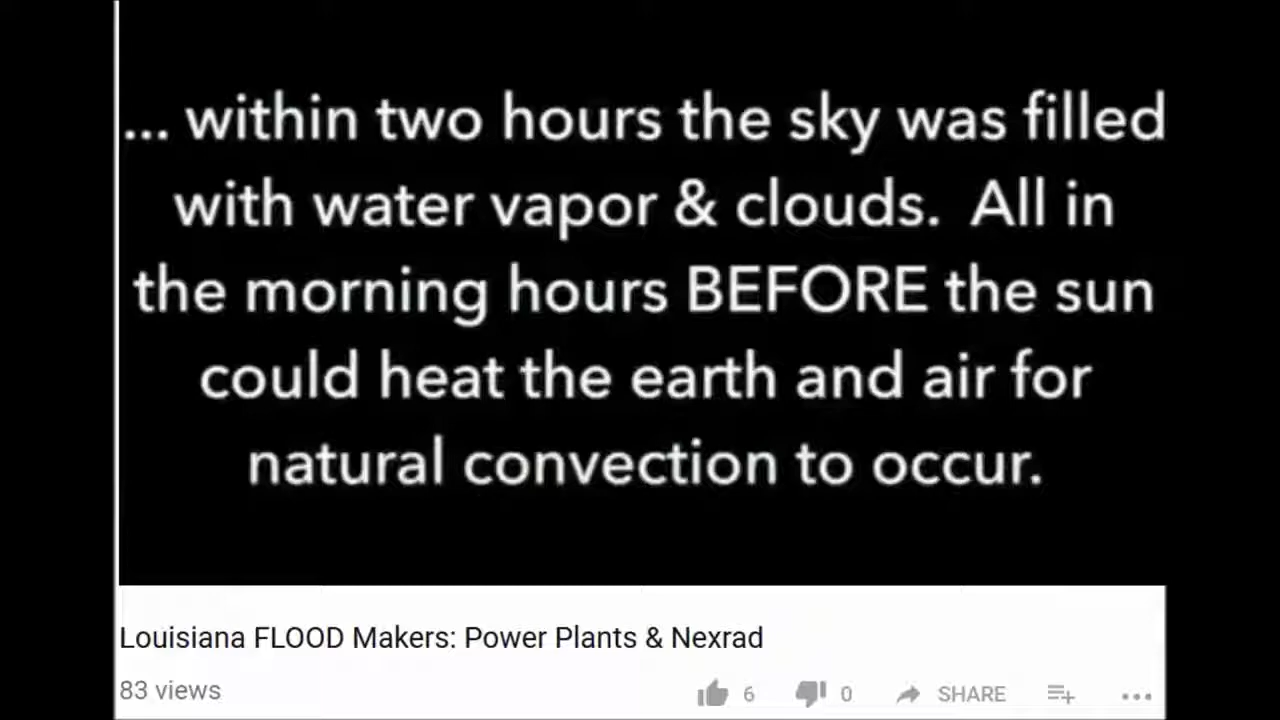 ... within two hours the sky was filled
with water vapor & clouds.  All in
the morning hours BEFORE the sun
could heat the earth and air for
natural convection to occur.
Louisiana FLOOD Makers: Power Plants & Nexrad
83 views 6 0 SHARE